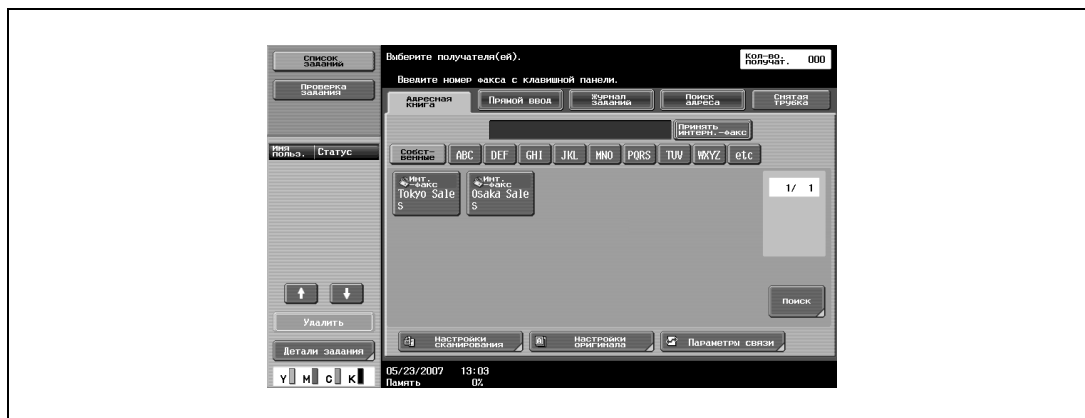 Список
заданий
Проверка
задания
Имя
польз.
Статус
Удалить
Детали задания
Y M C K
Выберите получателя(ей).
Кол-во.
получат.
000
Введите номер факса с клавишной панели.
Адресная
книга
Прямой ввод
Журнал
заданий
Поиск
адреса
Снятая
трубка
Принять
интерн.-факс
Собст-
венные
ABC
DEF
GHI
JKL
MNO
PQRS
TUV
WXYZ
etc
Инт.
-факс
Tokyo Sale
s
Инт.
-факс
Osaka Sale
s
1/ 1
Поиск
Настройки
сканирования
Настройки
оригинала
Параметры связи
05/23/2007 13:03
Память 0%